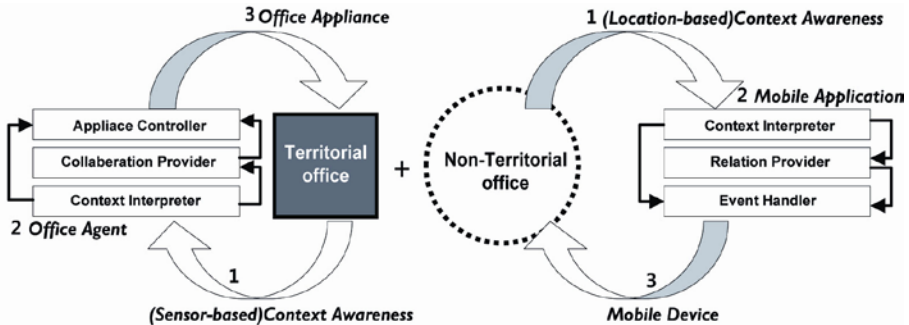 3 Office Appliance
1 (Location-based)Context Awareness
Appliace Controller
Collaberation Provider
Context Interpreter
2 Office Agent
Territorial
office
+
Non-Territorial
office
2 Mobile Application
Context Interpreter
Relation Provider
Event Handler
1
(Sensor-based)Context Awareness
3
Mobile Device